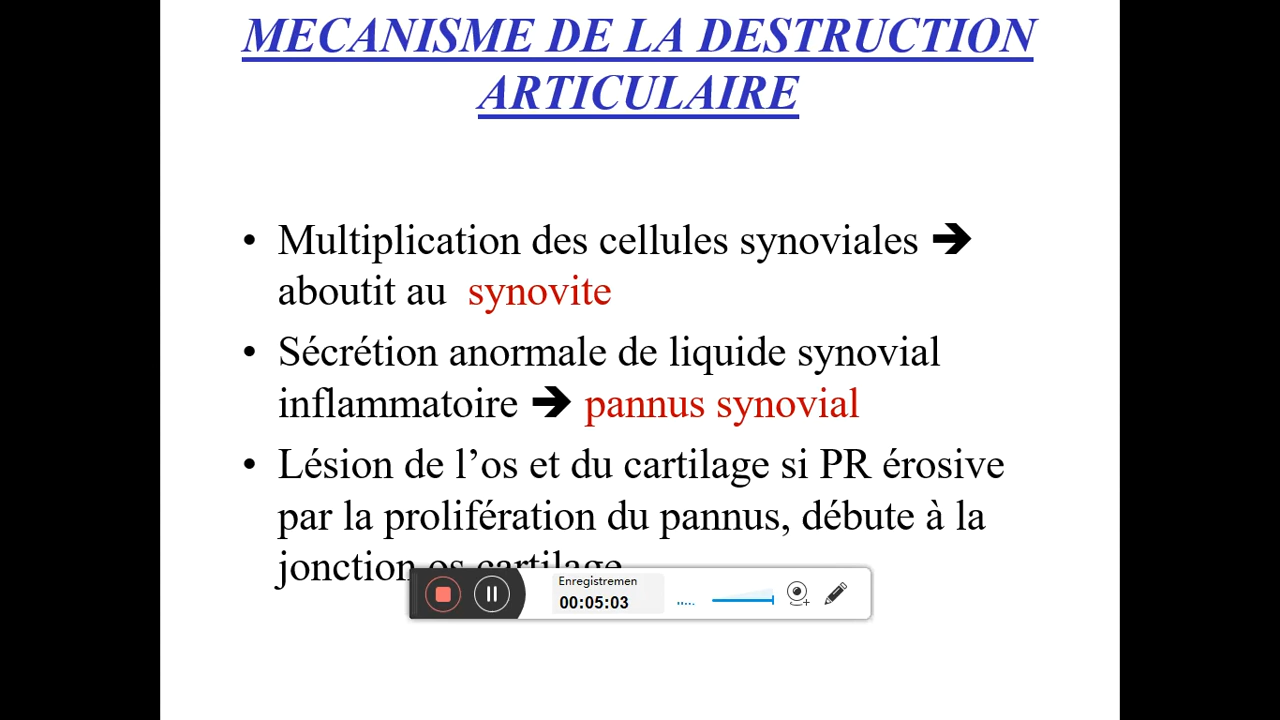 MECANISME DE LA DESTRUCTION
ARTICULAIRE
• Multiplication des cellules synoviales ➔
aboutit au synovite
• Sécrétion anormale de liquide synovial
inflammatoire ➔ pannus synovial
• Lésion de l’os et du cartilage si PR érosive
par la prolifération du pannus, débute à la
jonction os cartilage
Enregistremen
00:05:03